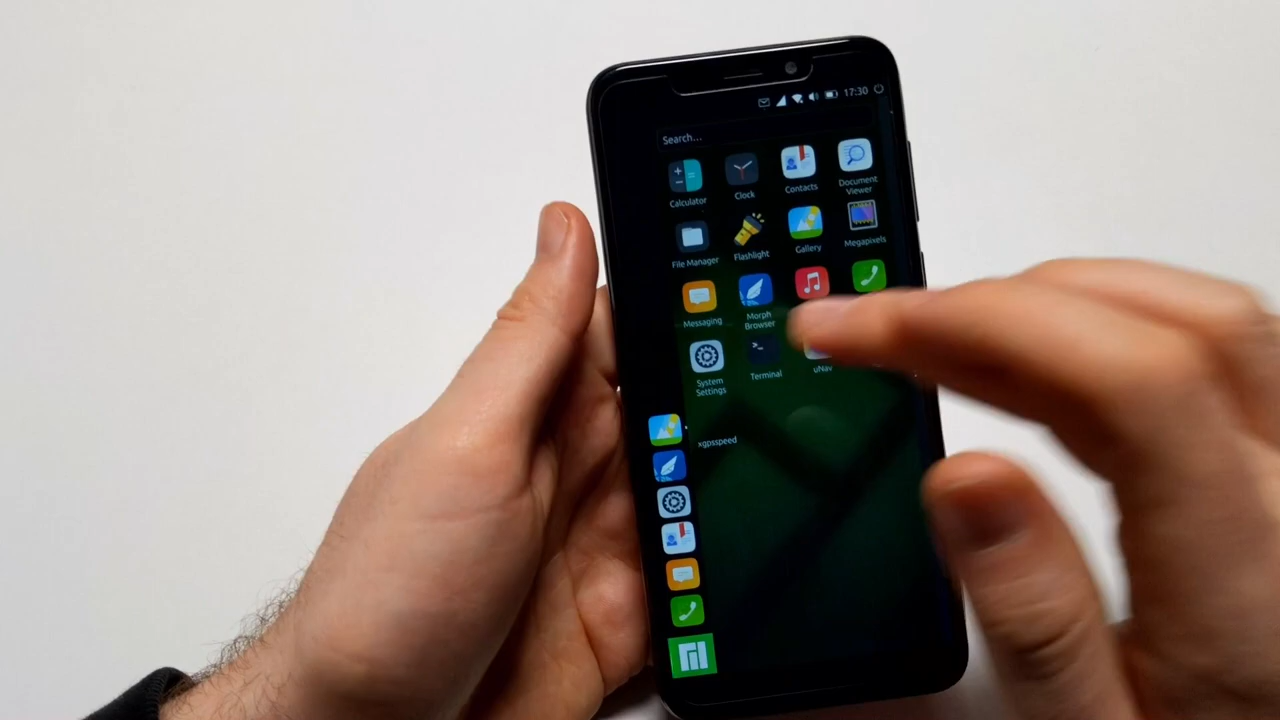 17:30
Search...
Calculator
Clock
Contacts
Document
Viewer
File Manager
Flashlight
Gallery
Megapixels
Messaging
Morph
Browser
System
Settings
Terminal
uNav
xgpsspeed